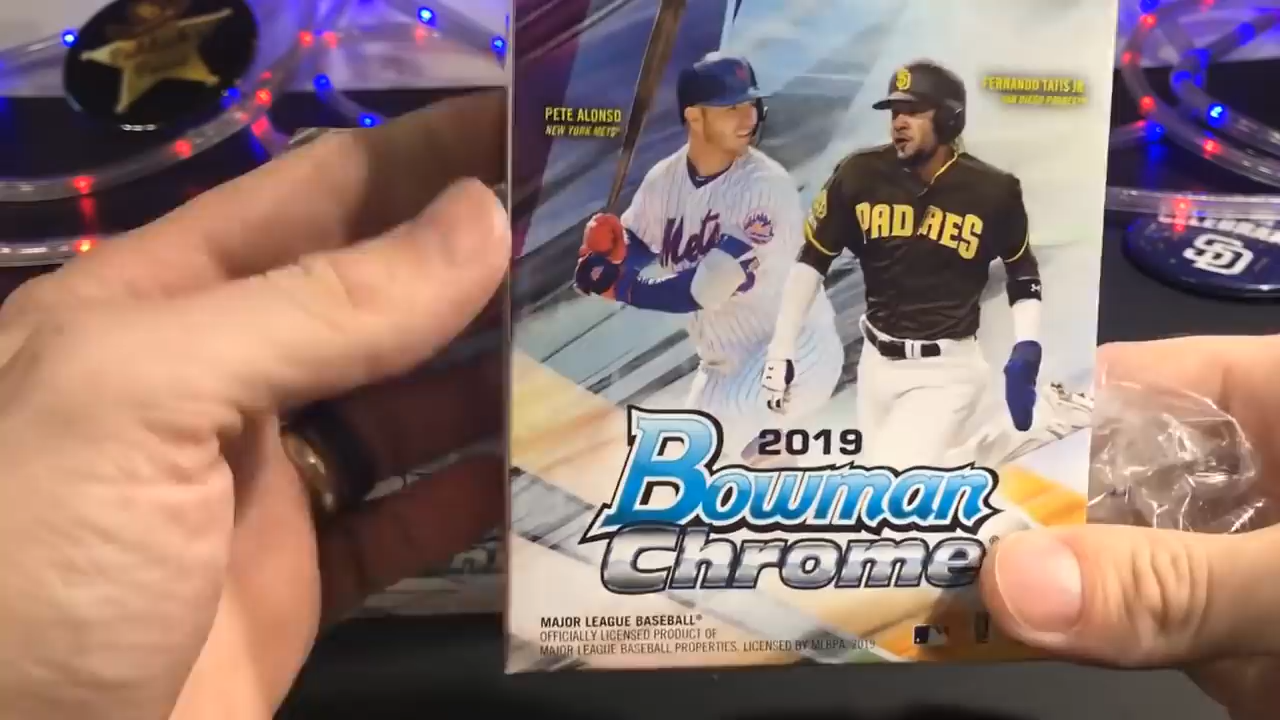 PETE ALONSO
NEW YORK METS
FERNANDO TATIS JR
SAN DIEGO PADRES
Mets
PADRES
SD
2019
Bowman
Chrome
MAJOR LEAGUE BASEBALL®
OFFICIALLY LICENSED PRODUCT OF
MAJOR LEAGUE BASEBALL PROPERTIES. LICENSED BY MLBPA. 2019